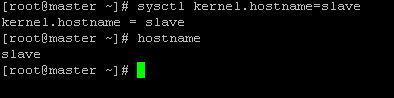 [root@master ~]# sysctl kernel.hostname=slave
kernel.hostname = slave
[root@master ~]# hostname
slave
[root@master ~]#